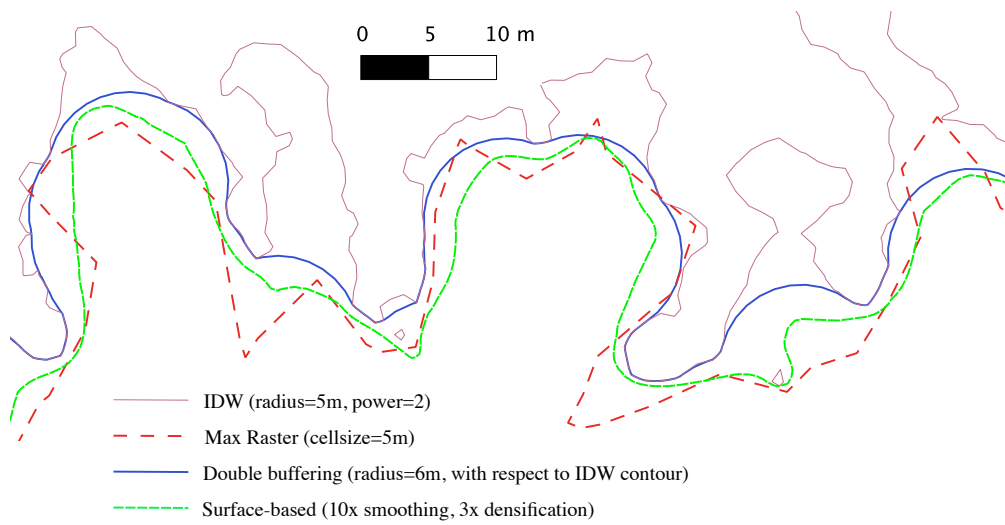 0 5 10 m
IDW (radius=5m, power=2)
Max Raster (cellsize=5m)
Double buffering (radius=6m, with respect to IDW contour)
Surface-based (10x smoothing, 3x densification)